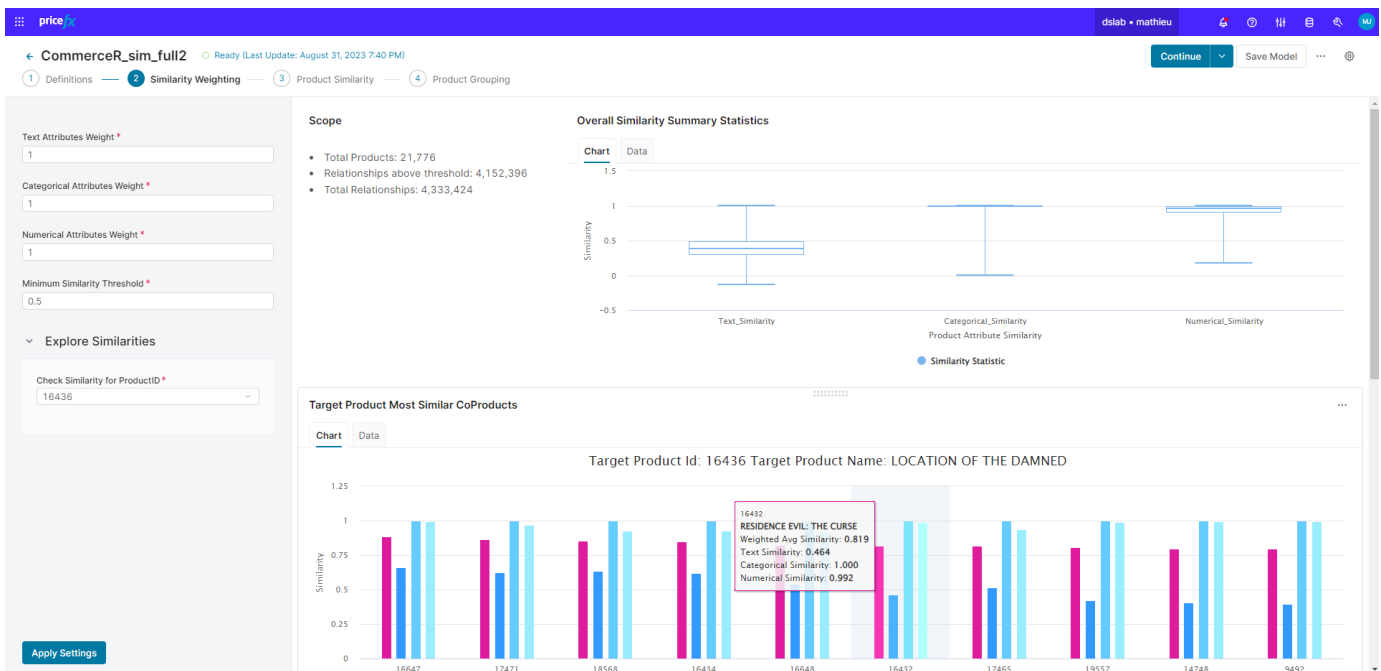 pricefx
dslab • mathieu
MJ
CommerceR_sim_full2
Ready (Last Update: August 31, 2023 7:40 PM)
Continue
Save Model
1 Definitions
2 Similarity Weighting
3 Product Similarity
4 Product Grouping
Text Attributes Weight *
1
Categorical Attributes Weight *
1
Numerical Attributes Weight *
1
Minimum Similarity Threshold *
0.5
Explore Similarities
Check Similarity for ProductID *
16436
Apply Settings
Scope
• Total Products: 21,776
• Relationships above threshold: 4,152,396
• Total Relationships: 4,333,424
Overall Similarity Summary Statistics
Chart Data
1.5
1
0.5
0
-0.5
Similarity
Text_Similarity Categorical_Similarity Numerical_Similarity
Product Attribute Similarity
Similarity Statistic
Target Product Most Similar CoProducts
Chart Data
Target Product Id: 16436 Target Product Name: LOCATION OF THE DAMNED
1.25
1
0.75
0.5
0.25
0
Similarity
16432
RESIDENCE EVIL: THE CURSE
Weighted Avg Similarity: 0.819
Text Similarity: 0.464
Categorical Similarity: 1.000
Numerical Similarity: 0.992
16647 17471 18568 16434 16648 16432 17465 19557 14748 9492